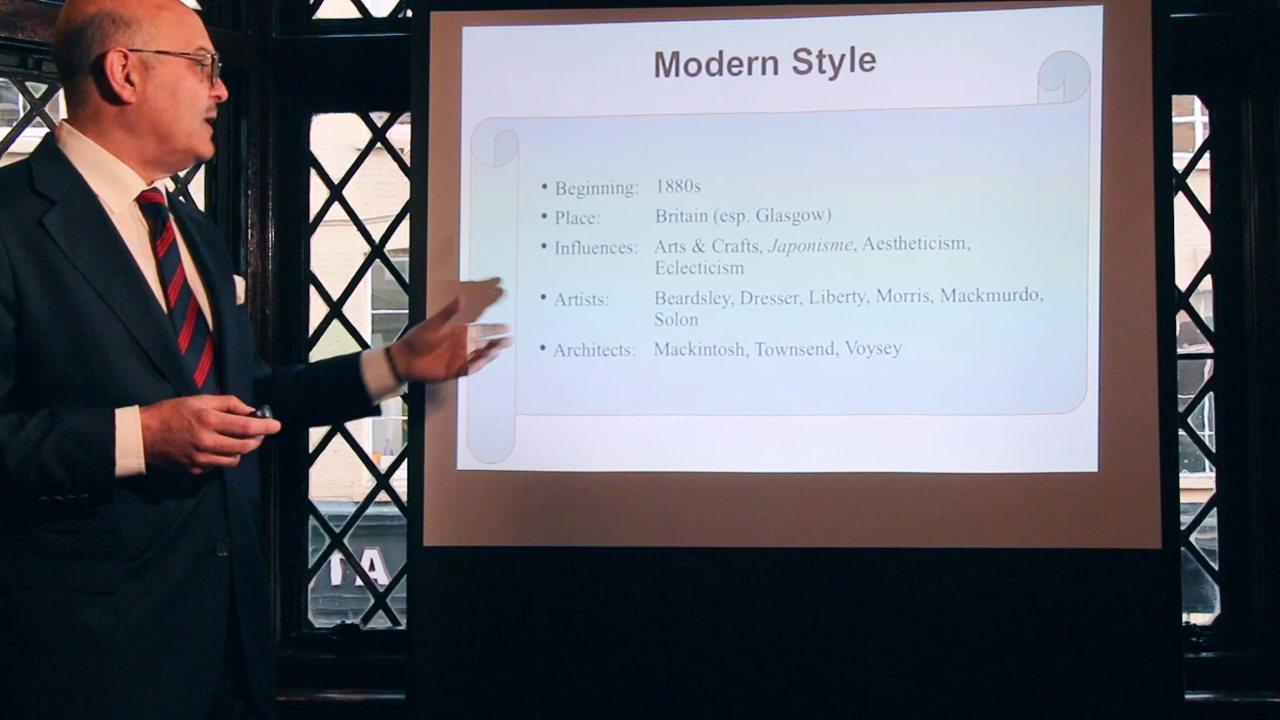 Modern Style
• Beginning: 1880s
• Place: Britain (esp. Glasgow)
• Influences: Arts & Crafts, Japonisme, Aestheticism,
Eclecticism
• Artists: Beardsley, Dresser, Liberty, Morris, Mackmurdo,
Solon
• Architects: Mackintosh, Townsend, Voysey